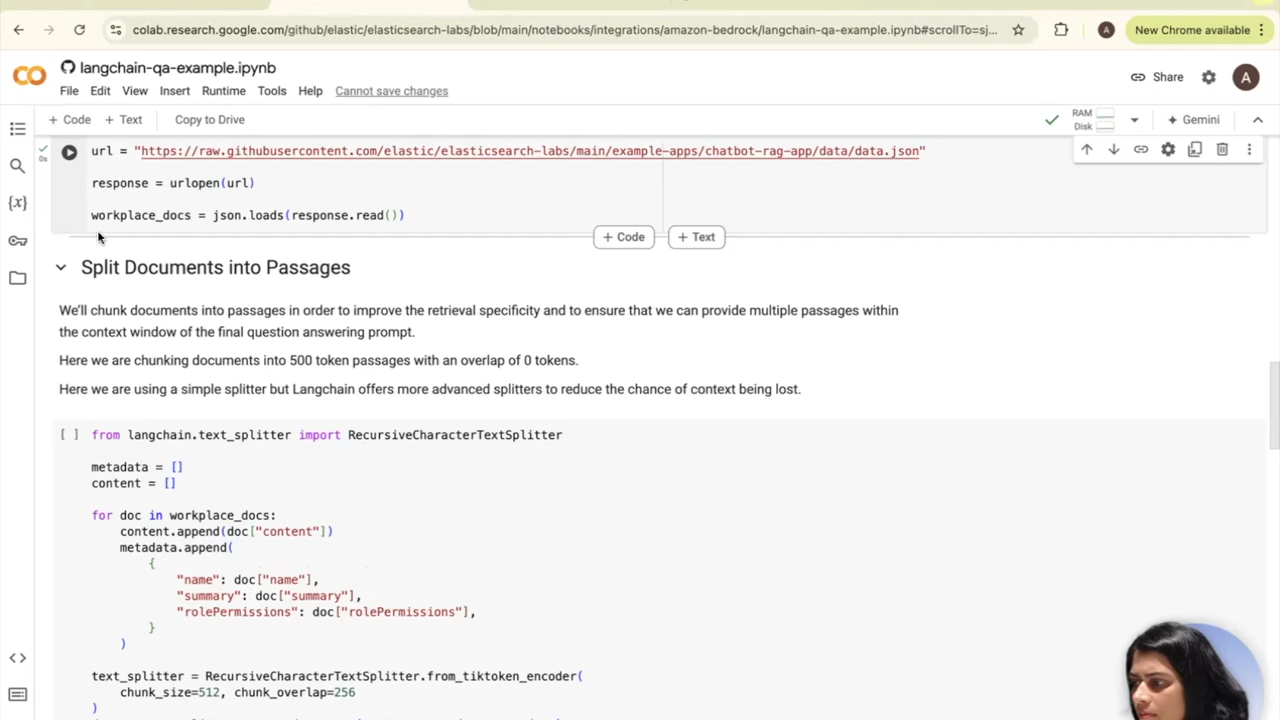 colab.research.google.com/github/elastic/elasticsearch-labs/blob/main/notebooks/integrations/amazon-bedrock/langchain-qa-example.ipynb#scrollTo=sj...
A
New Chrome available
langchain-qa-example.ipynb
Share
A
File Edit View Insert Runtime Tools Help Cannot save changes
+ Code + Text Copy to Drive
RAM
Disk
Gemini
0s
url = "https://raw.githubusercontent.com/elastic/elasticsearch-labs/main/example-apps/chatbot-rag-app/data/data.json"
response = urlopen(url)
workplace_docs = json.loads(response.read())
{x}
+ Code + Text
Split Documents into Passages
We'll chunk documents into passages in order to improve the retrieval specificity and to ensure that we can provide multiple passages within
the context window of the final question answering prompt.
Here we are chunking documents into 500 token passages with an overlap of 0 tokens.
Here we are using a simple splitter but Langchain offers more advanced splitters to reduce the chance of context being lost.
[ ] from langchain.text_splitter import RecursiveCharacterTextSplitter
metadata = []
content = []
for doc in workplace_docs:
content.append(doc["content"])
metadata.append(
{
"name": doc["name"],
"summary": doc["summary"],
"rolePermissions": doc["rolePermissions"],
}
)
text_splitter = RecursiveCharacterTextSplitter.from_tiktoken_encoder(
chunk_size=512, chunk_overlap=256
)